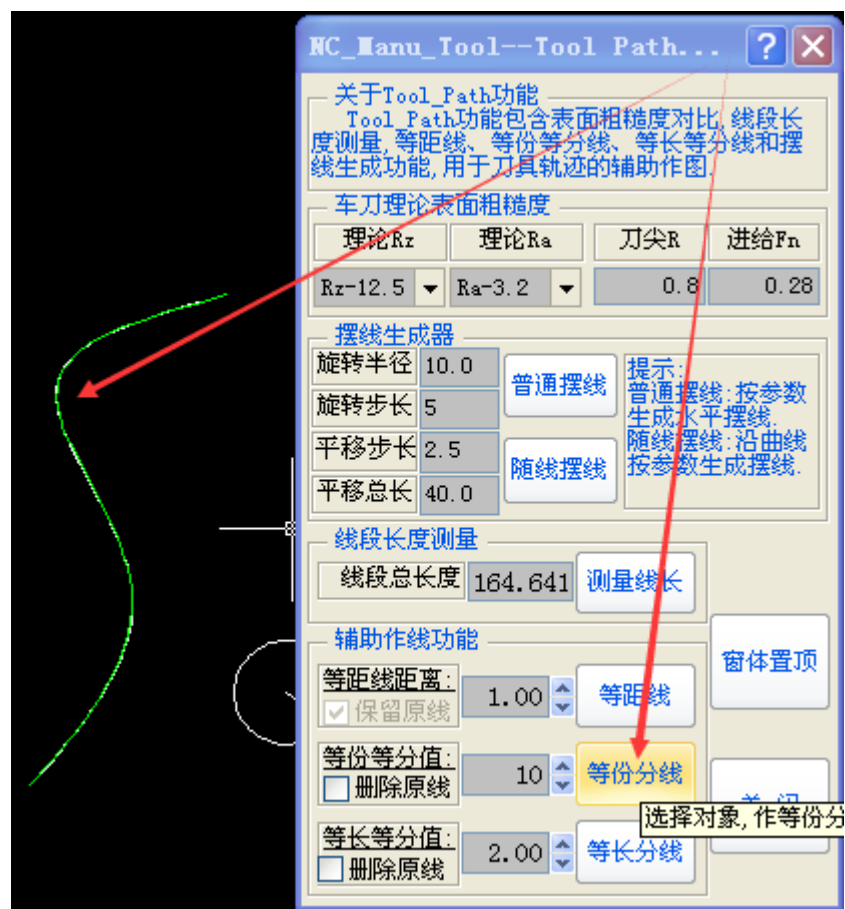 NC_Manu_Tool--Tool Path...
关于Tool_Path功能
Tool_Path功能包含表面粗糙度对比, 线段长
度测量, 等距线、等份等分线、等长等分线和摆
线生成功能, 用于刀具轨迹的辅助作图.
车刀理论表面粗糙度
理论Rz 理论Ra 刀尖R 进给Fn
Rz-12.5 Ra-3.2 0.8 0.28
摆线生成器
旋转半径 10.0
旋转步长 5
平移步长 2.5
平移总长 40.0
普通摆线
随线摆线
提示:
普通摆线:按参数
生成水平摆线.
随线摆线:沿曲线
按参数生成摆线.
线段长度测量
线段总长度 164.641 测量线长
辅助作线功能
等距线距离:
保留原线
1.00 等距线
等份等分值:
删除原线
10 等份分线
选择对象, 作等份分
等长等分值:
删除原线
2.00 等长分线
窗体置顶